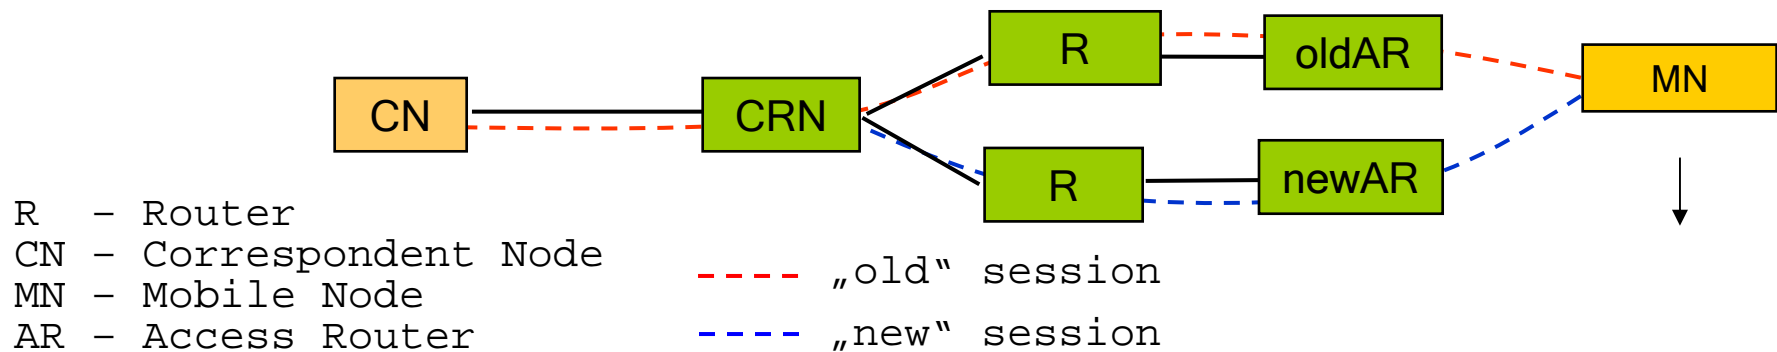 R
oldAR
MN
CN
CRN
R
newAR
R – Router
CN – Correspondent Node
MN – Mobile Node
AR – Access Router
„old“ session
„new“ session